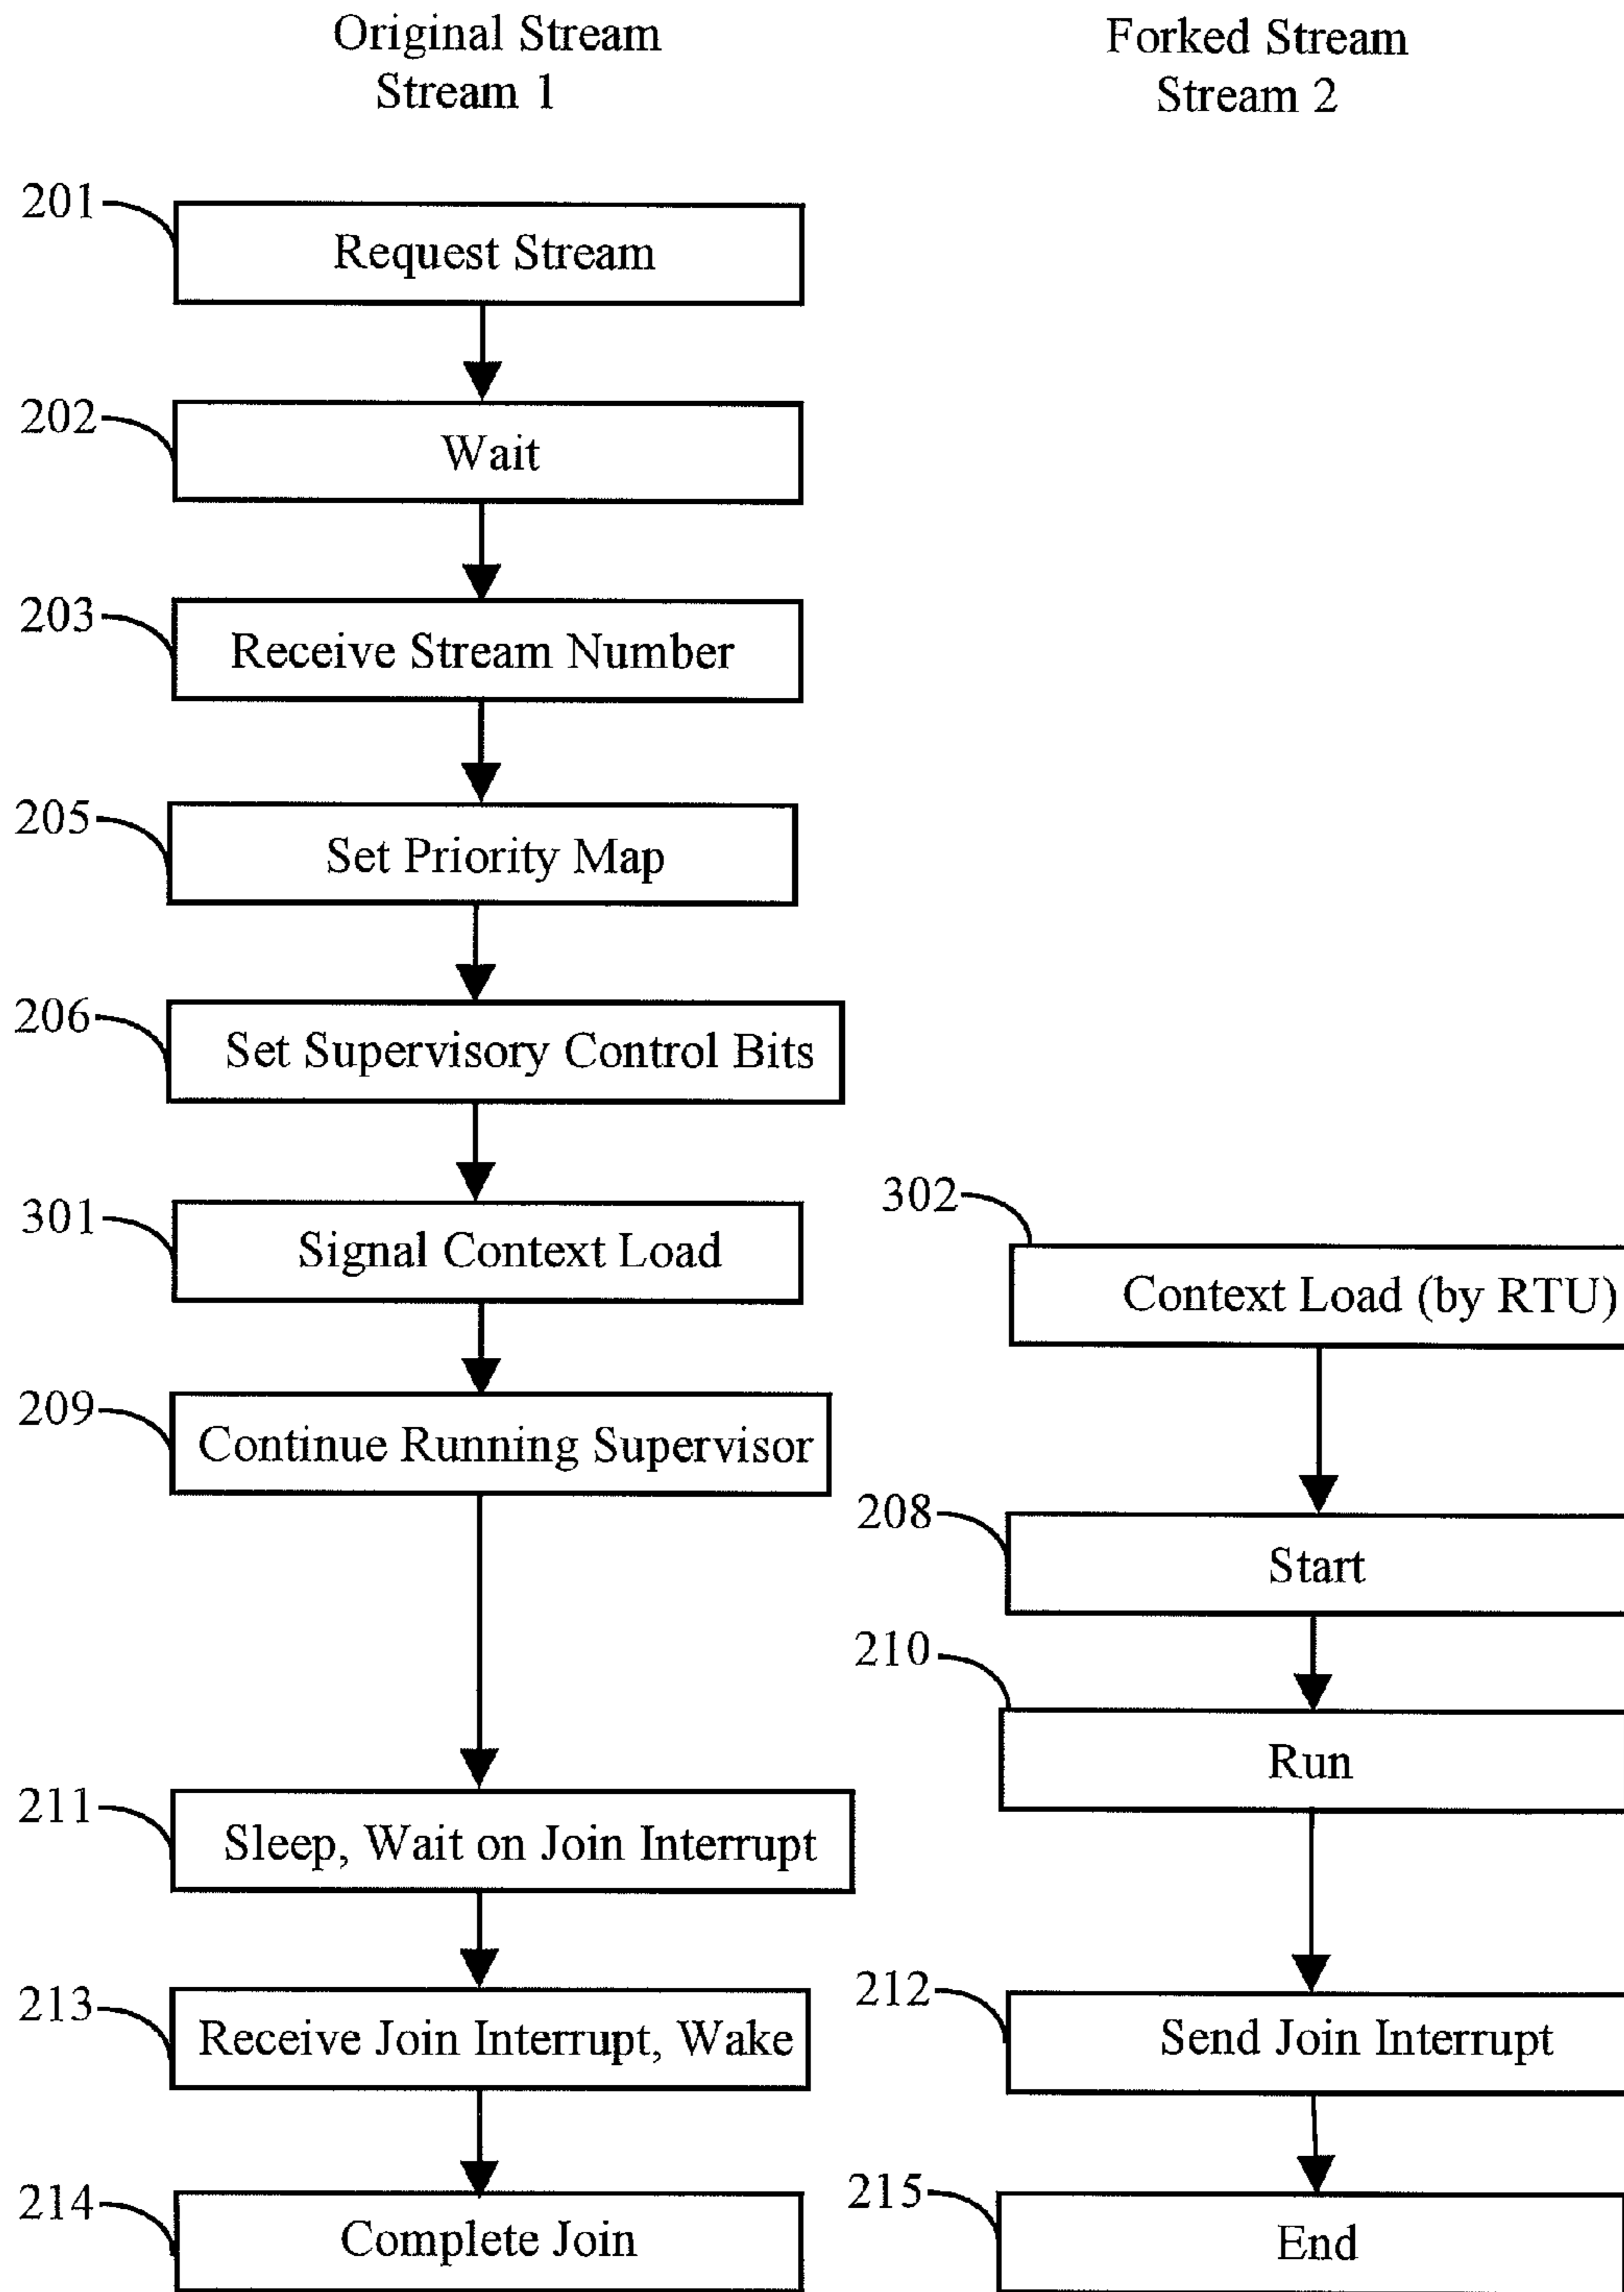 Original Stream
Stream 1
Forked Stream
Stream 2
201
Request Stream
202
Wait
203
Receive Stream Number
205
Set Priority Map
206
Set Supervisory Control Bits
301
Signal Context Load
302
Context Load (by RTU)
209
Continue Running Supervisor
208
Start
210
Run
211
Sleep, Wait on Join Interrupt
213
Receive Join Interrupt, Wake
212
Send Join Interrupt
214
Complete Join
215
End